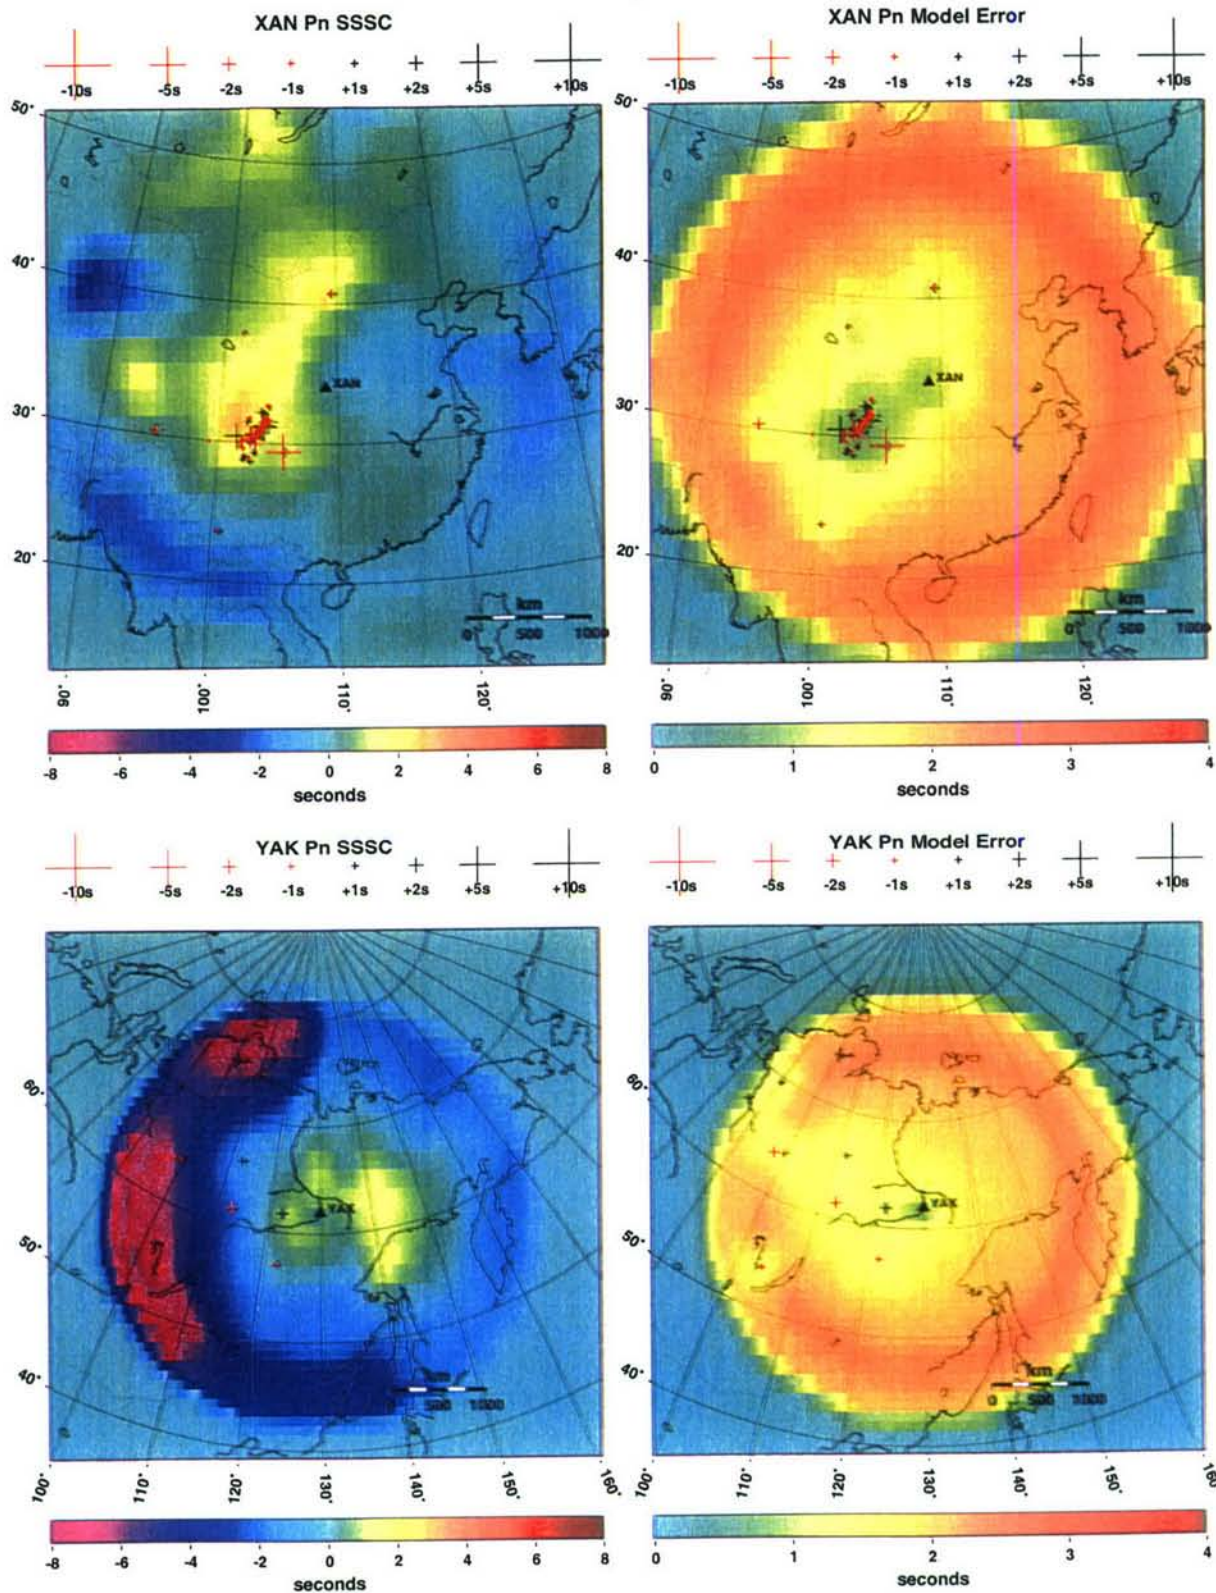 XAN Pn SSSC
-10s -5s -2s -1s +1s +2s +5s +10s
50°
40°
30°
20°
XAN
km
0 500 1000
90° 100° 110° 120°
-8 -6 -4 -2 0 2 4 6 8
seconds
XAN Pn Model Error
-10s -5s -2s -1s +1s +2s +5s +10s
50°
40°
30°
20°
XAN
km
0 500 1000
90° 100° 110° 120°
0 1 2 3 4
seconds
YAK Pn SSSC
-10s -5s -2s -1s +1s +2s +5s +10s
60°
50°
40°
YAK
km
0 500 1000
100° 110° 120° 130° 140° 150° 160°
-8 -6 -4 -2 0 2 4 6 8
seconds
YAK Pn Model Error
-10s -5s -2s -1s +1s +2s +5s +10s
60°
50°
40°
YAK
km
0 500 1000
100° 110° 120° 130° 140° 150° 160°
0 1 2 3 4
seconds